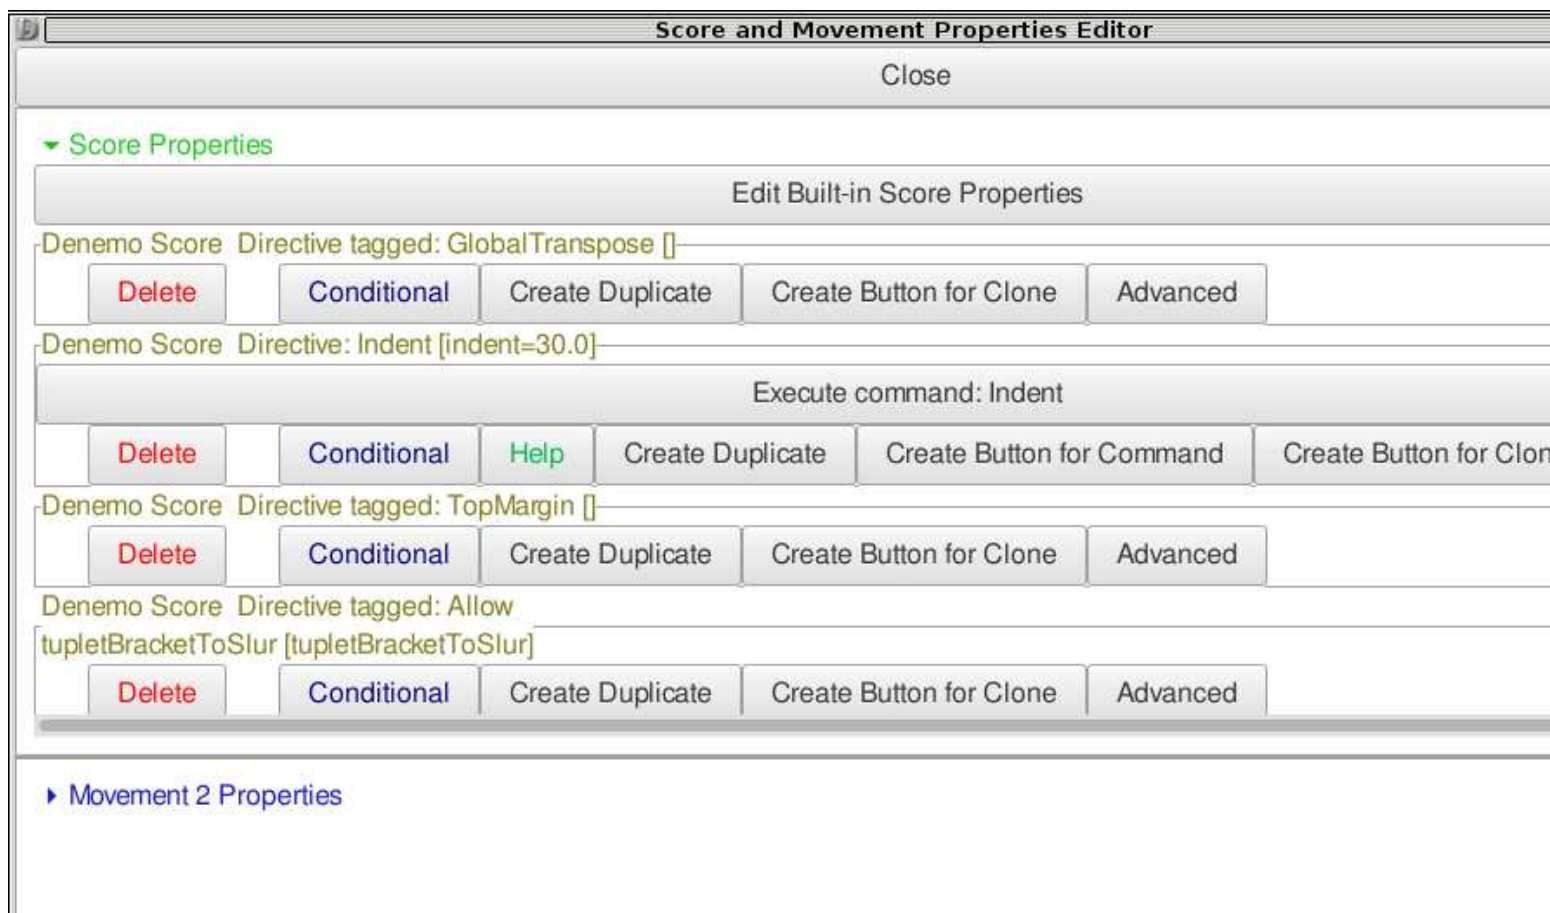 Score and Movement Properties Editor
Close
Score Properties
Edit Built-in Score Properties
Denemo Score Directive tagged: GlobalTranspose []
Delete Conditional Create Duplicate Create Button for Clone Advanced
Denemo Score Directive: Indent [indent=30.0]
Execute command: Indent
Delete Conditional Help Create Duplicate Create Button for Command Create Button for Clon
Denemo Score Directive tagged: TopMargin []
Delete Conditional Create Duplicate Create Button for Clone Advanced
Denemo Score Directive tagged: Allow
tupletBracketToSlur [tupletBracketToSlur]
Delete Conditional Create Duplicate Create Button for Clone Advanced
Movement 2 Properties